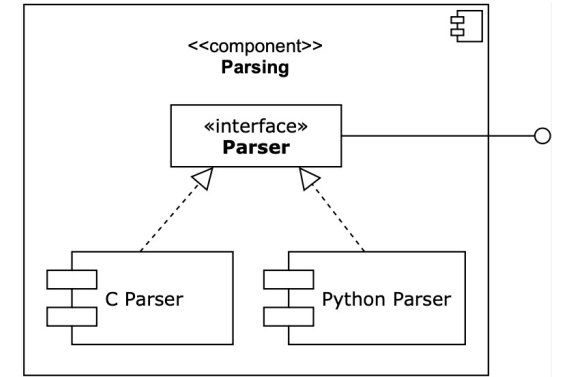 <<component>>
Parsing
«interface»
Parser
C Parser
Python Parser